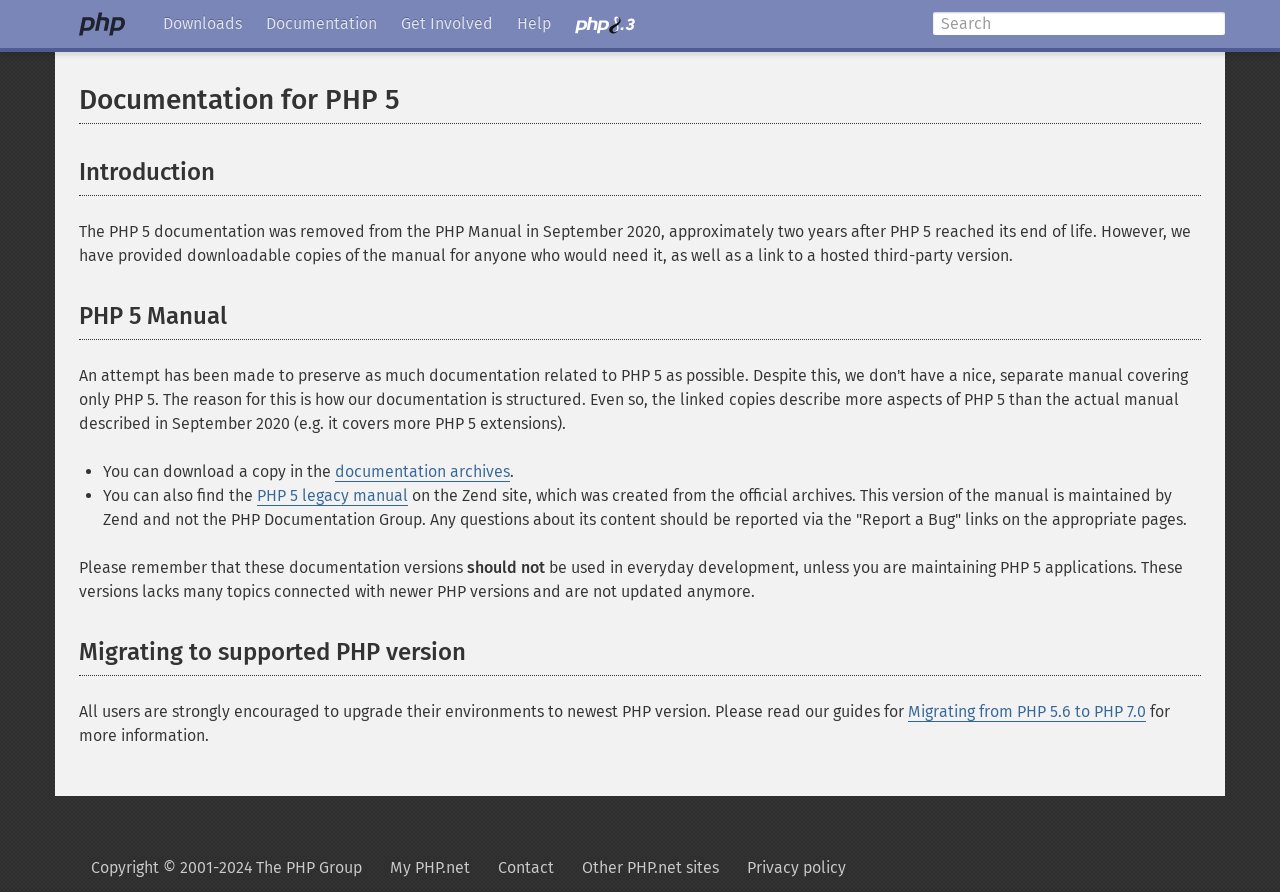 php Downloads Documentation Get Involved Help php8.3 Search
Documentation for PHP 5
Introduction
The PHP 5 documentation was removed from the PHP Manual in September 2020, approximately two years after PHP 5 reached its end of life. However, we
have provided downloadable copies of the manual for anyone who would need it, as well as a link to a hosted third-party version.
PHP 5 Manual
An attempt has been made to preserve as much documentation related to PHP 5 as possible. Despite this, we don't have a nice, separate manual covering
only PHP 5. The reason for this is how our documentation is structured. Even so, the linked copies describe more aspects of PHP 5 than the actual manual
described in September 2020 (e.g. it covers more PHP 5 extensions).
• You can download a copy in the documentation archives.
• You can also find the PHP 5 legacy manual on the Zend site, which was created from the official archives. This version of the manual is maintained by
Zend and not the PHP Documentation Group. Any questions about its content should be reported via the "Report a Bug" links on the appropriate pages.
Please remember that these documentation versions should not be used in everyday development, unless you are maintaining PHP 5 applications. These
versions lacks many topics connected with newer PHP versions and are not updated anymore.
Migrating to supported PHP version
All users are strongly encouraged to upgrade their environments to newest PHP version. Please read our guides for Migrating from PHP 5.6 to PHP 7.0 for
more information.
Copyright © 2001-2024 The PHP Group My PHP.net Contact Other PHP.net sites Privacy policy